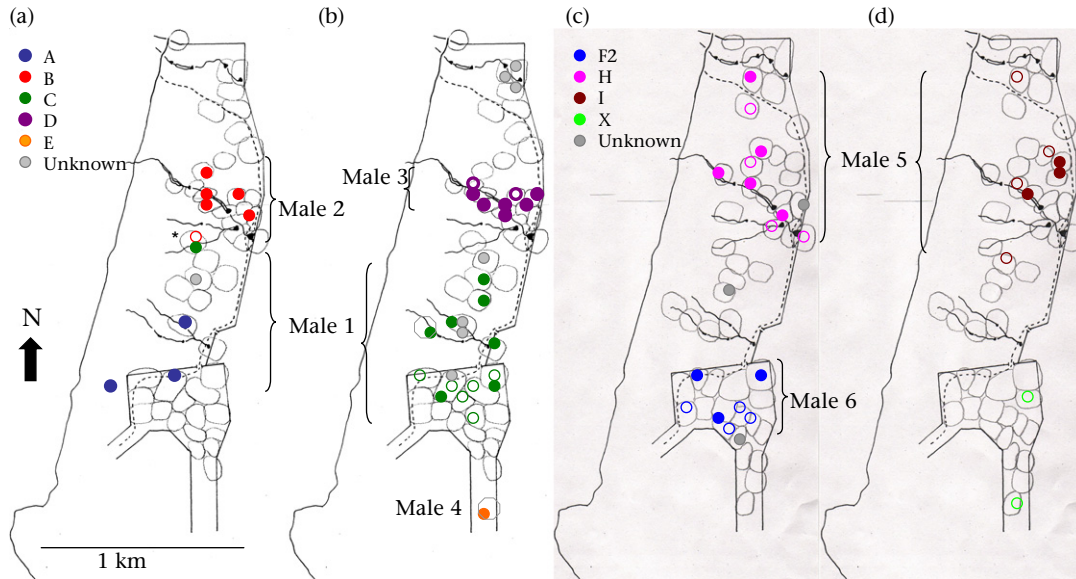 (a)
A
B
C
D
E
Unknown
Male 2
*
Male 1
N
1 km
(b)
Male 3
Male 4
(c)
F2
H
I
X
Unknown
Male 5
Male 6
(d)